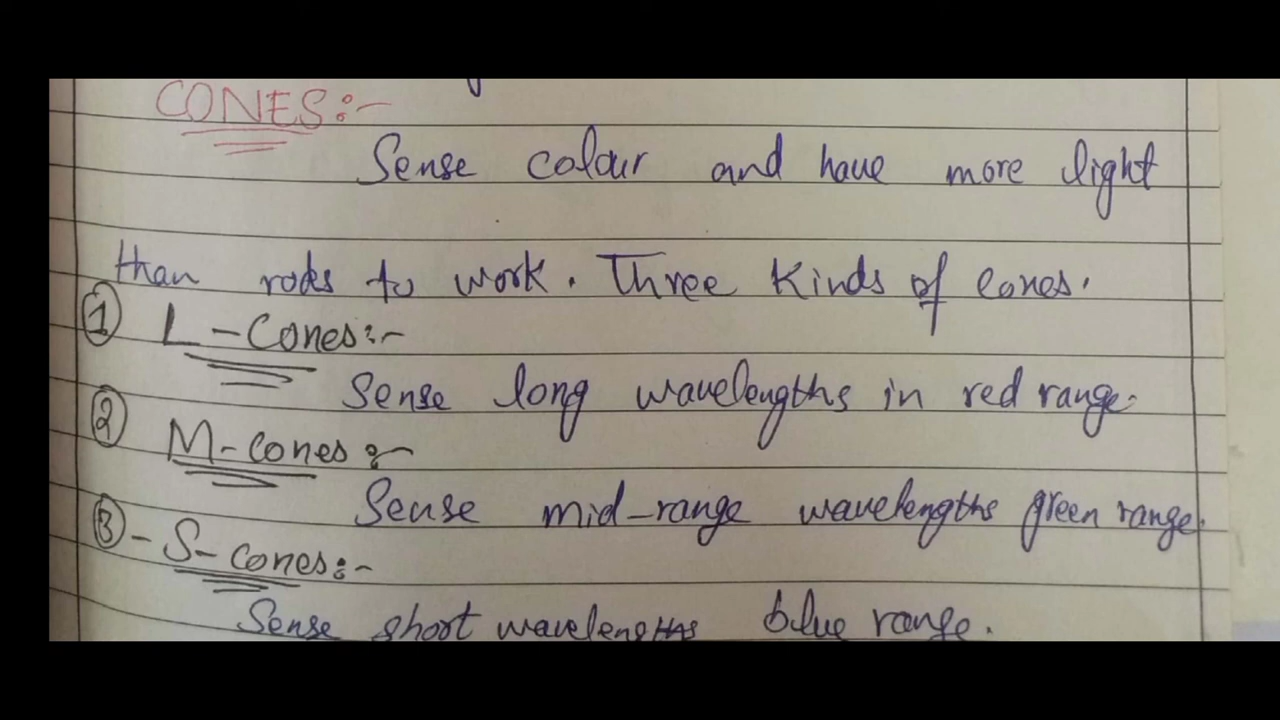 CONES:-
Sense colour and have more light
than rods to work. Three kinds of cones.
① L-Cones:-
Sense long wavelengths in red range.
② M-cones:-
Sense mid-range wavelengths green range.
③ - S-cones:-
Sense short wavelengths blue range.